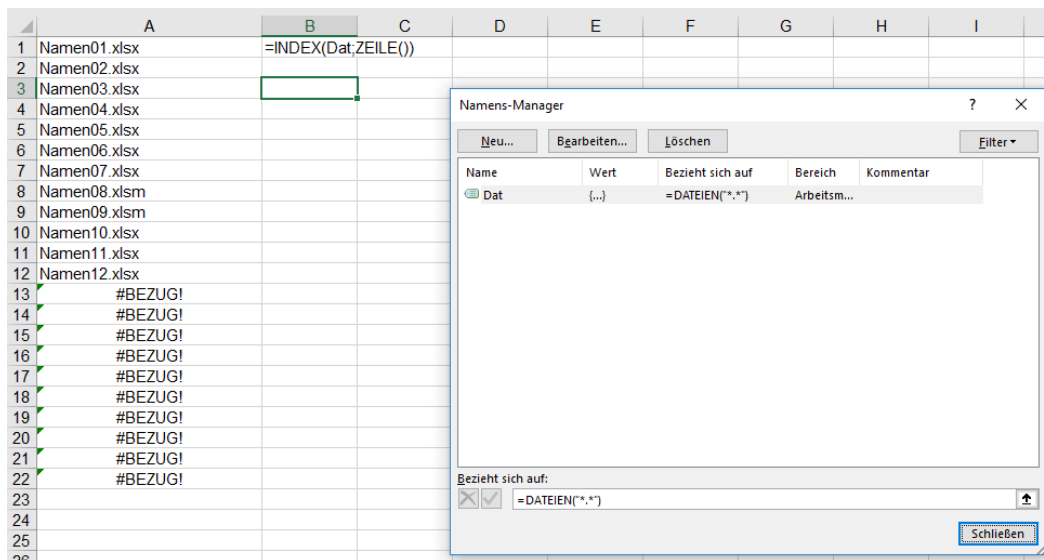 A B C D E F G H I
1 Namen01.xlsx =INDEX(Dat;ZEILE())
2 Namen02.xlsx
3 Namen03.xlsx
4 Namen04.xlsx
5 Namen05.xlsx
6 Namen06.xlsx
7 Namen07.xlsx
8 Namen08.xlsm
9 Namen09.xlsm
10 Namen10.xlsx
11 Namen11.xlsx
12 Namen12.xlsx
13 #BEZUG!
14 #BEZUG!
15 #BEZUG!
16 #BEZUG!
17 #BEZUG!
18 #BEZUG!
19 #BEZUG!
20 #BEZUG!
21 #BEZUG!
22 #BEZUG!
23
24
25
26
Namens-Manager ? ×
Neu... Bearbeiten... Löschen Filter
Name Wert Bezieht sich auf Bereich Kommentar
Dat {...} =DATEIEN("*.*") Arbeitsm...
Bezieht sich auf:
=DATEIEN("*.*")
Schließen